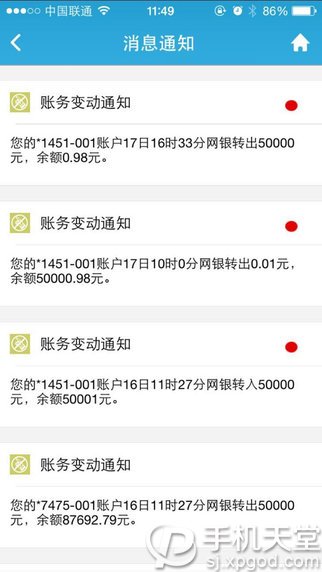 中国联通 11:49 86%
消息通知
账务变动通知
您的*1451-001账户17日16时33分网银转出50000
元，余额0.98元。
账务变动通知
您的*1451-001账户17日10时0分网银转出0.01元，
余额50000.98元。
账务变动通知
您的*1451-001账户16日11时27分网银转入50000
元，余额50001元。
账务变动通知
您的*7475-001账户16日11时27分网银转出50000
元，余额87692.79元。
手机天堂
sj.xpgod.com